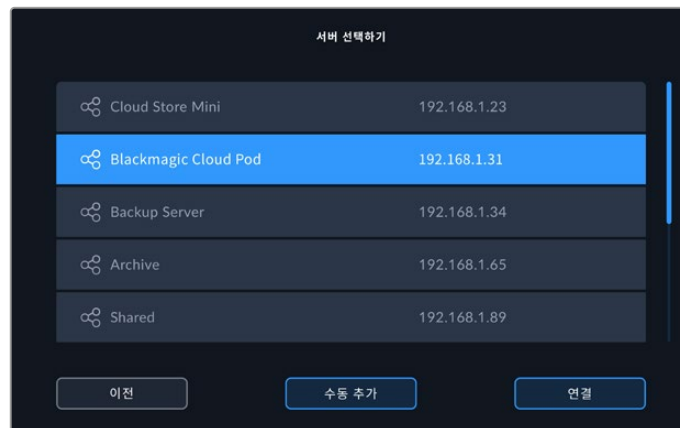 서버 선택하기
Cloud Store Mini 192.168.1.23
Blackmagic Cloud Pod 192.168.1.31
Backup Server 192.168.1.34
Archive 192.168.1.65
Shared 192.168.1.89
이전 수동 추가 연결